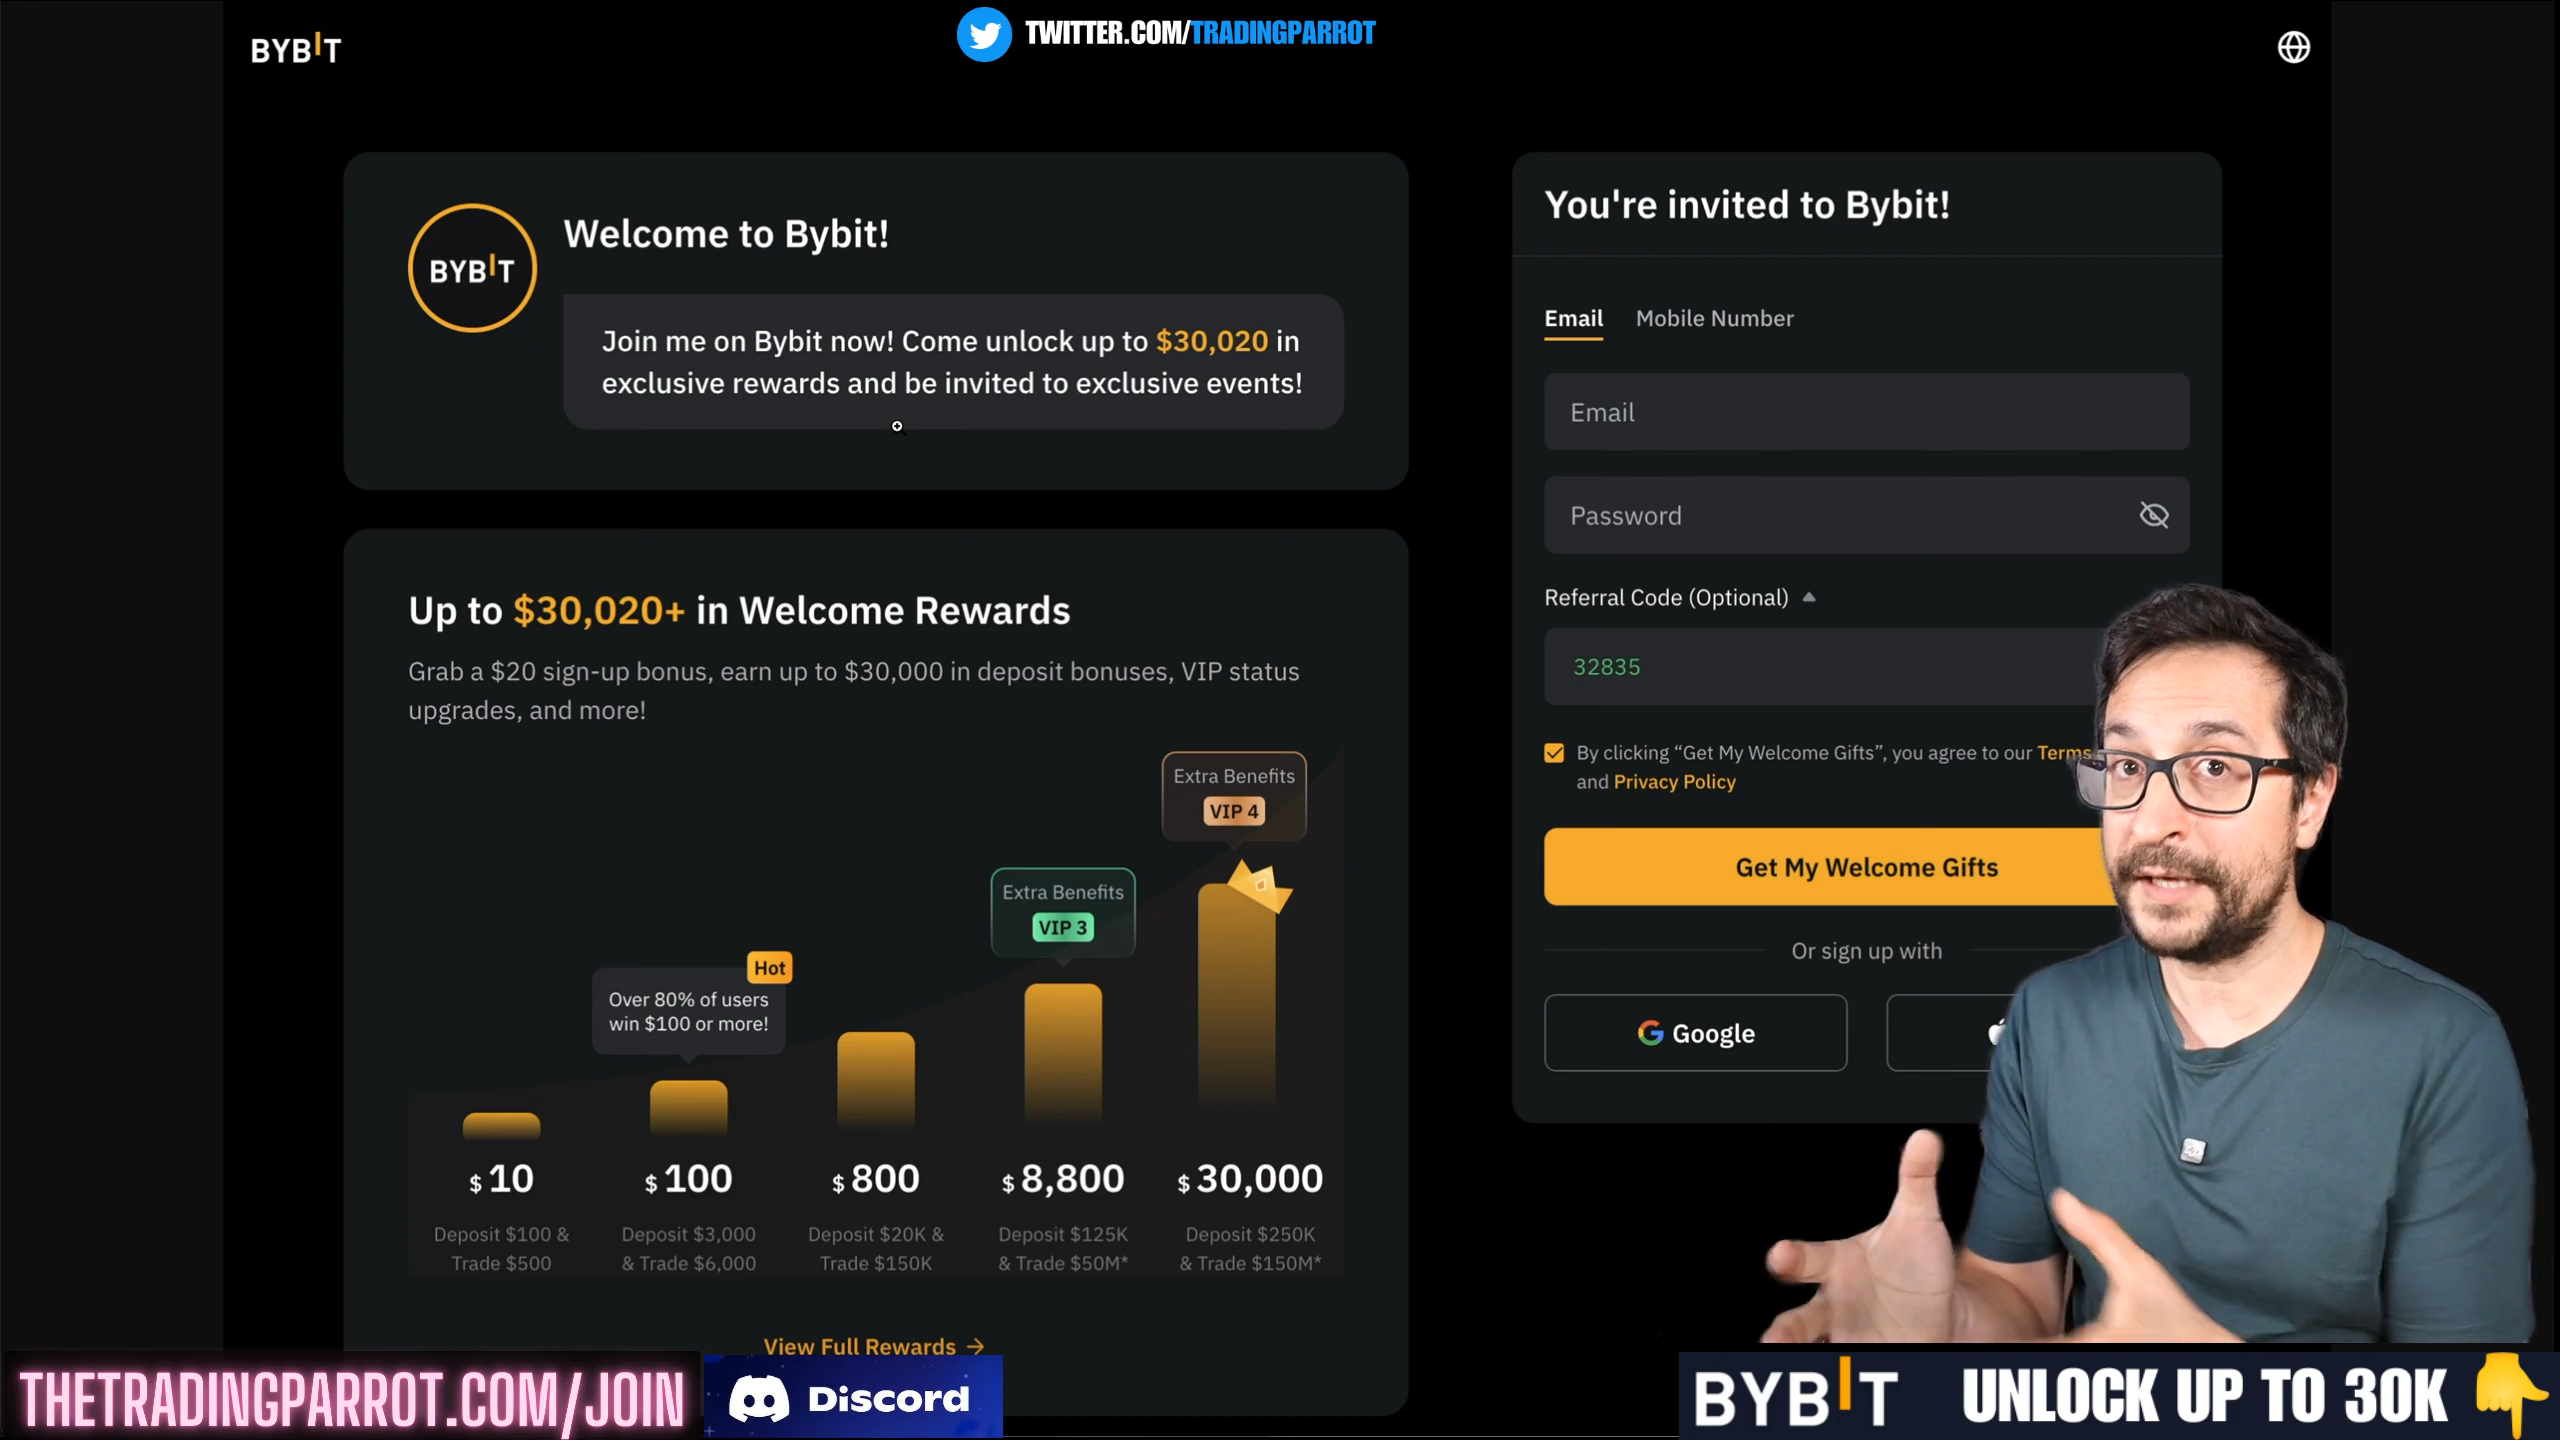 BYBIT
TWITTER.COM/TRADINGPARROT
BYBIT
Welcome to Bybit!
Join me on Bybit now! Come unlock up to $30,020 in
exclusive rewards and be invited to exclusive events!
Up to $30,020+ in Welcome Rewards
Grab a $20 sign-up bonus, earn up to $30,000 in deposit bonuses, VIP status
upgrades, and more!
Extra Benefits
VIP 4
Extra Benefits
VIP 3
Hot
Over 80% of users
win $100 or more!
$10
$100
$800
$8,800
$30,000
Deposit $100 &
Trade $500
Deposit $3,000
& Trade $6,000
Deposit $20K &
Trade $150K
Deposit $125K
& Trade $50M*
Deposit $250K
& Trade $150M*
View Full Rewards →
You're invited to Bybit!
Email
Mobile Number
Email
Password
Referral Code (Optional)
32835
By clicking “Get My Welcome Gifts”, you agree to our Terms
and Privacy Policy
Get My Welcome Gifts
Or sign up with
Google
THETRADINGPARROT.COM/JOIN
Discord
BYBIT UNLOCK UP TO 30K